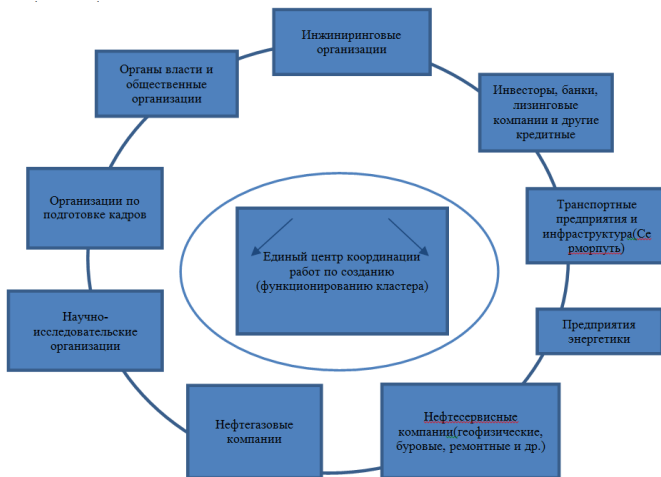 Инжиниринговые
организации
Инвесторы, банки,
лизинговые
компании и другие
кредитные
Транспортные
предприятия и
инфраструктура(Се
рморпуть)
Предприятия
энергетики
Нефтесервисные
компании(геофизические,
буровые, ремонтные и др.)
Нефтегазовые
компании
Научно-
исследовательские
организации
Организации по
подготовке кадров
Органы власти и
общественные
организации
Единый центр координации
работ по созданию
(функционированию кластера)